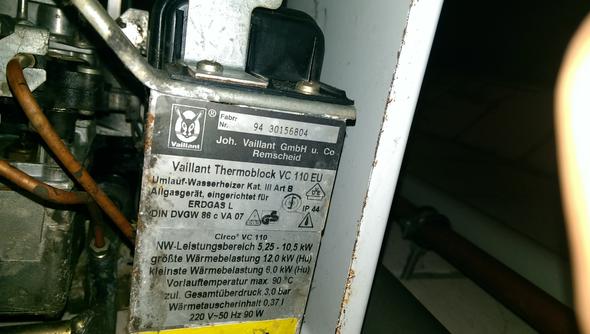 Fabr.
Nr. 94 30156804
®
Vaillant
Joh. Vaillant GmbH u. Co
Remscheid
Vaillant Thermoblock VC 110 EU
Umlauf-Wasserheizer Kat. III Art B
Allgasgerät, eingerichtet für
ERDGAS L
IP 44
DIN DVGW 86 c VA 07
GS
Circo® VC 110
NW-Leistungsbereich 5,25 - 10,5 kW
größte Wärmebelastung 12.0 kW (Hu)
kleinste Wärmebelastung 6,0 kW (Hu)
Vorlauftemperatur max. 90 °C
zul. Gesamtüberdruck 3,0 bar
Wärmetauscherinhalt 0,37 l
220 V~50 Hz 90 W